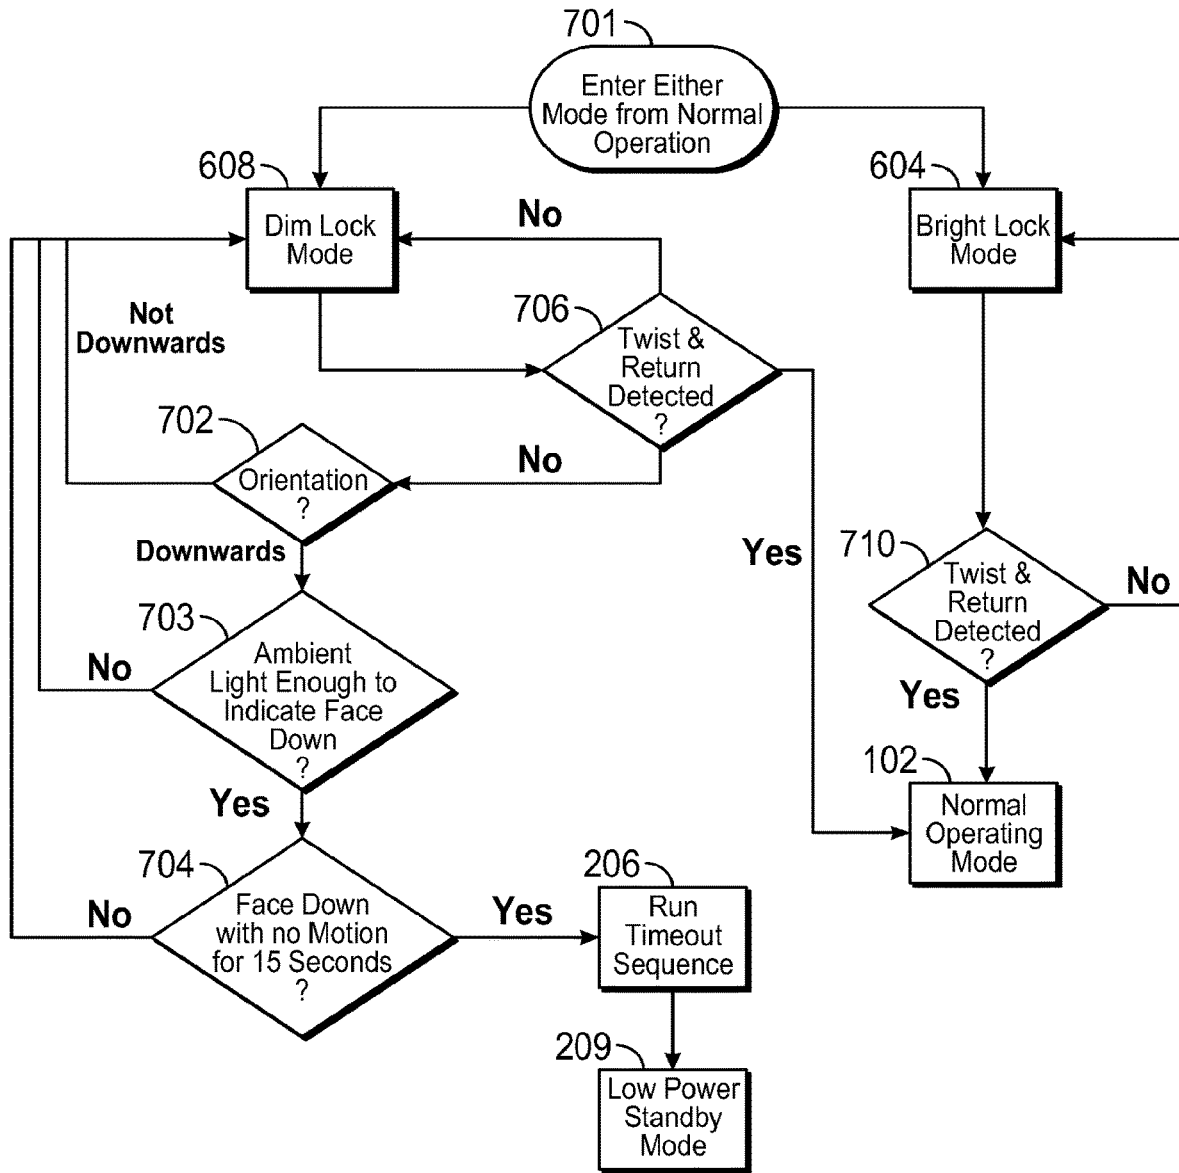 701
Enter Either
Mode from Normal
Operation
608
Dim Lock
Mode
No
604
Bright Lock
Mode
Not
Downwards
706
Twist &
Return
Detected
?
702
Orientation
?
No
Downwards
Yes
710
Twist &
Return
Detected
?
No
Yes
703
Ambient
Light Enough to
Indicate Face
Down
?
No
Yes
102
Normal
Operating
Mode
704
Face Down
with no Motion
for 15 Seconds
?
No
Yes
206
Run
Timeout
Sequence
209
Low Power
Standby
Mode